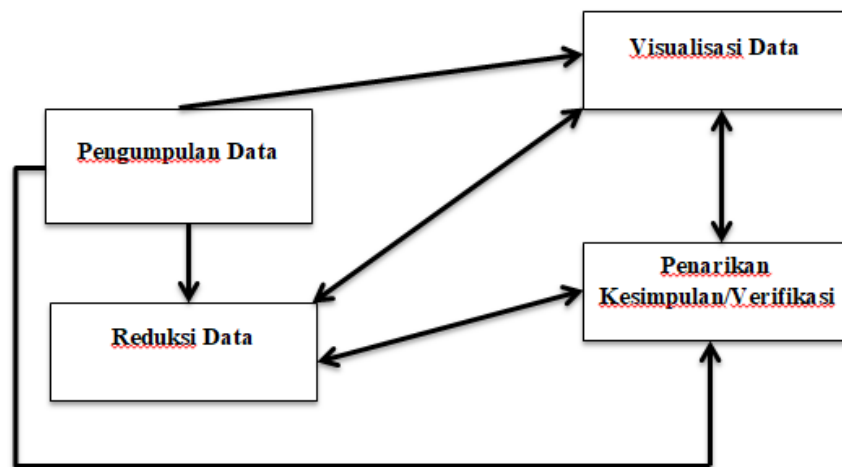 Visualisasi Data
Pengumpulan Data
Penarikan
Kesimpulan/Verifikasi
Reduksi Data